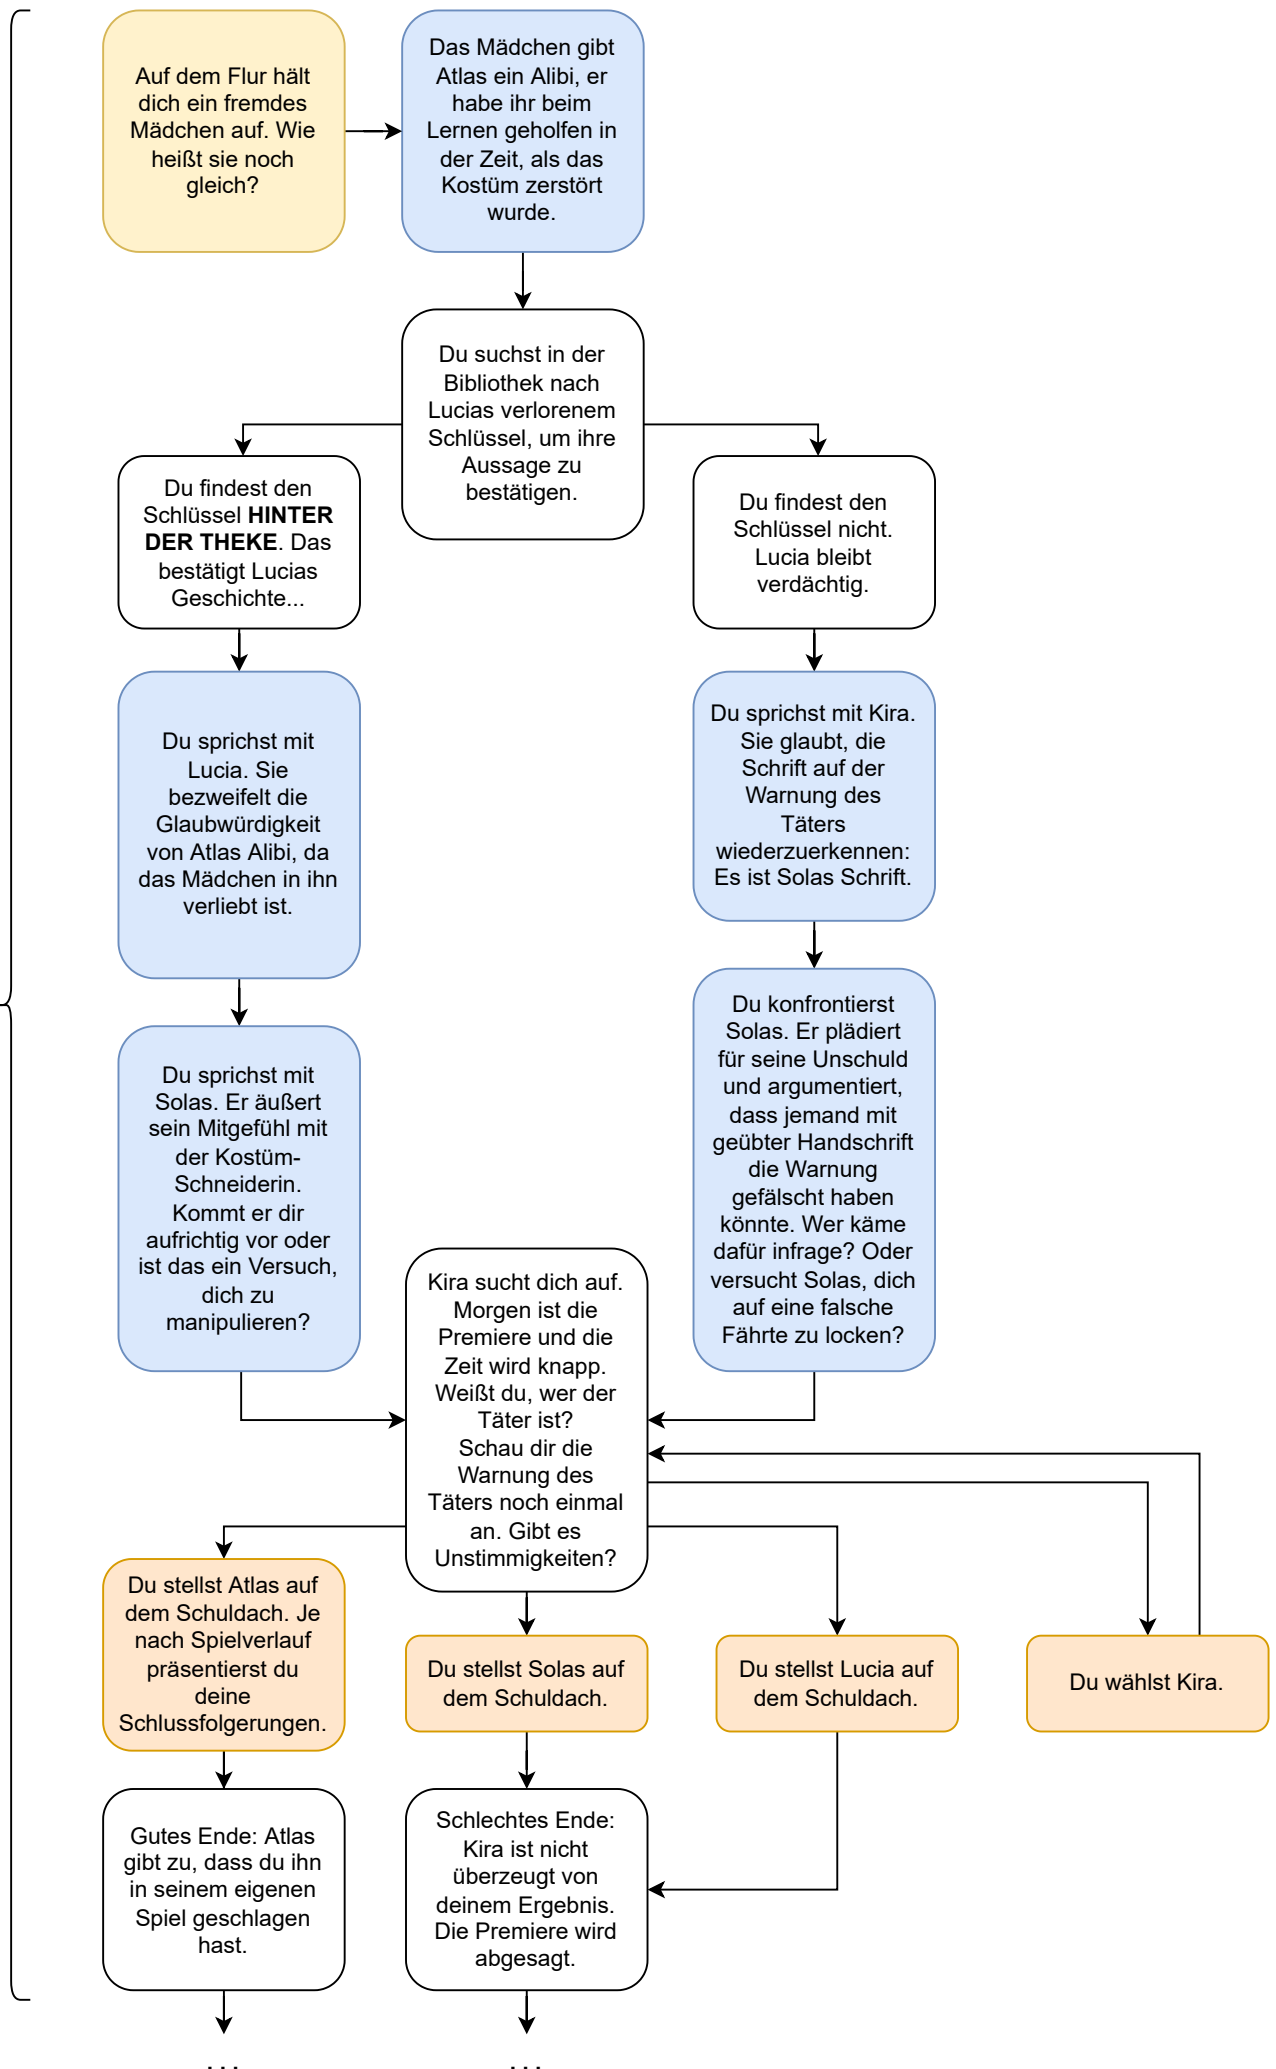 Auf dem Flur hält
dich ein fremdes
Mädchen auf. Wie
heißt sie noch
gleich?
Das Mädchen gibt
Atlas ein Alibi, er
habe ihr beim
Lernen geholfen in
der Zeit, als das
Kostüm zerstört
wurde.
Du suchst in der
Bibliothek nach
Lucias verlorenem
Schlüssel, um ihre
Aussage zu
bestätigen.
Du findest den
Schlüssel HINTER
DER THEKE. Das
bestätigt Lucias
Geschichte...
Du findest den
Schlüssel nicht.
Lucia bleibt
verdächtig.
Du sprichst mit
Lucia. Sie
bezweifelt die
Glaubwürdigkeit
von Atlas Alibi, da
das Mädchen in ihn
verliebt ist.
Du sprichst mit Kira.
Sie glaubt, die
Schrift auf der
Warnung des
Täters
wiederzuerkennen:
Es ist Solas Schrift.
Du sprichst mit
Solas. Er äußert
sein Mitgefühl mit
der Kostüm-
Schneiderin.
Kommt er dir
aufrichtig vor oder
ist das ein Versuch,
dich zu
manipulieren?
Du konfrontierst
Solas. Er plädiert
für seine Unschuld
und argumentiert,
dass jemand mit
geübter Handschrift
die Warnung
gefälscht haben
könnte. Wer käme
dafür infrage? Oder
versucht Solas, dich
auf eine falsche
Fährte zu locken?
Kira sucht dich auf.
Morgen ist die
Premiere und die
Zeit wird knapp.
Weißt du, wer der
Täter ist?
Schau dir die
Warnung des
Täters noch einmal
an. Gibt es
Unstimmigkeiten?
Du stellst Atlas auf
dem Schuldach. Je
nach Spielverlauf
präsentierst du
deine
Schlussfolgerungen.
Du stellst Solas auf
dem Schuldach.
Du stellst Lucia auf
dem Schuldach.
Du wählst Kira.
Gutes Ende: Atlas
gibt zu, dass du ihn
in seinem eigenen
Spiel geschlagen
hast.
Schlechtes Ende:
Kira ist nicht
überzeugt von
deinem Ergebnis.
Die Premiere wird
abgesagt.
...
...